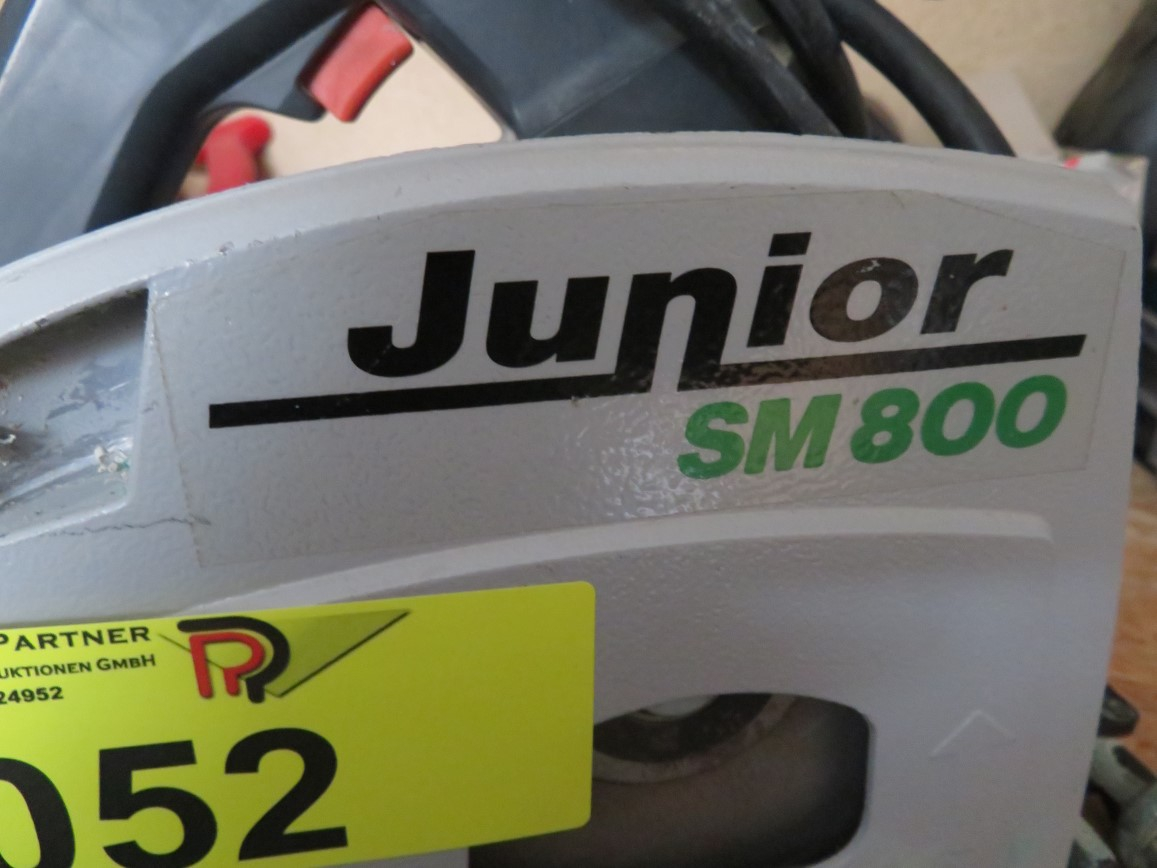 Junior
SM 800
PARTNER
UKTIONEN GMBH
24952
052